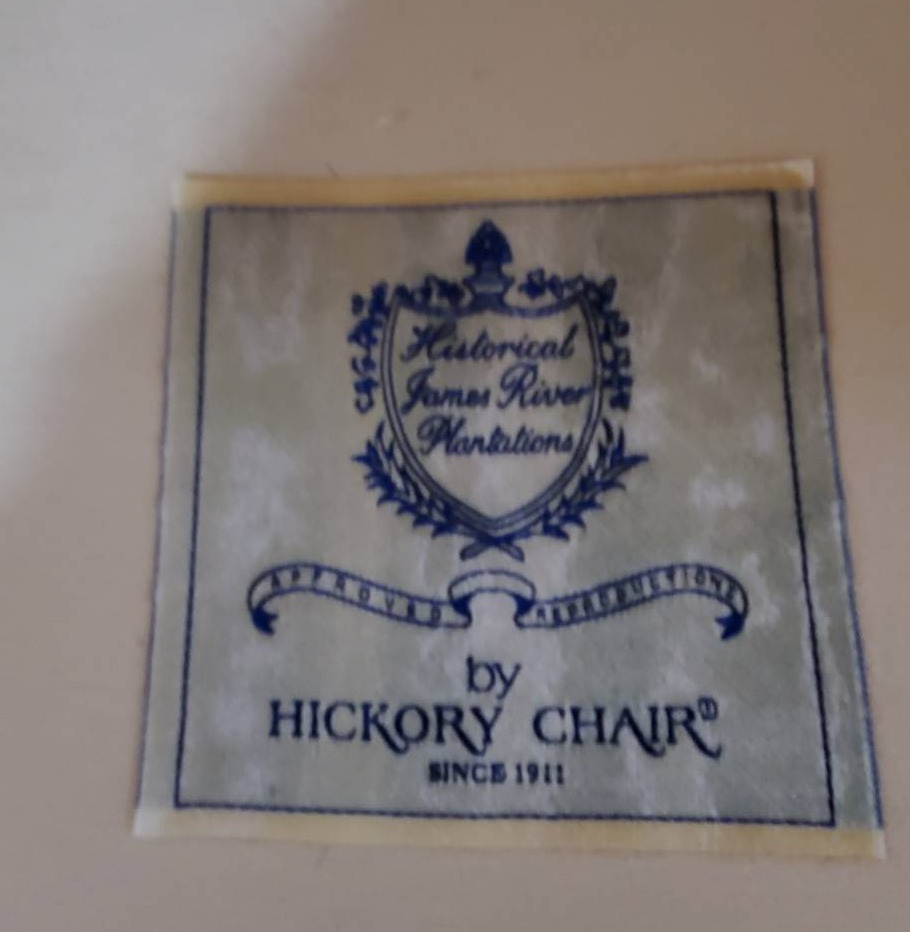 Historical
James River
Plantations
APPROVED REPRODUCTIONS
by
HICKORY CHAIR®
SINCE 1911